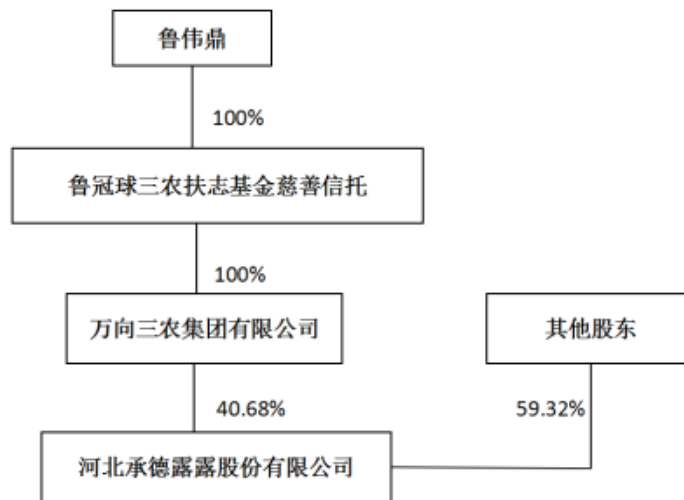 鲁伟鼎
100%
鲁冠球三农扶志基金慈善信托
100%
万向三农集团有限公司
其他股东
40.68%
59.32%
河北承德露露股份有限公司